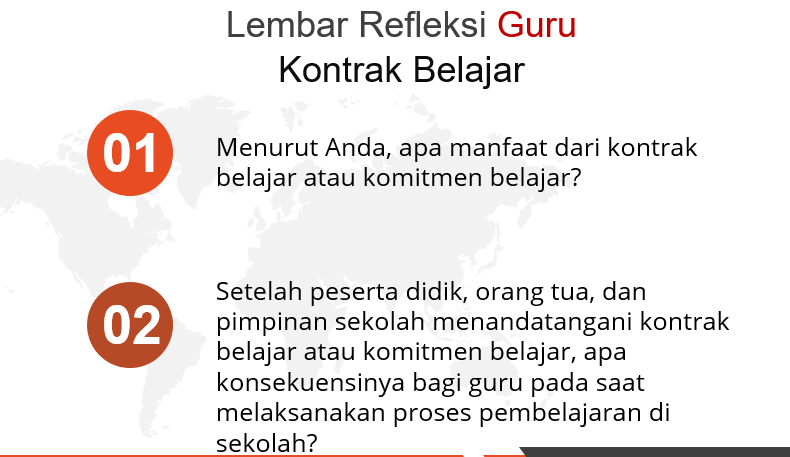 Lembar Refleksi Guru
Kontrak Belajar
01
Menurut Anda, apa manfaat dari kontrak
belajar atau komitmen belajar?
02
Setelah peserta didik, orang tua, dan
pimpinan sekolah menandatangani kontrak
belajar atau komitmen belajar, apa
konsekuensinya bagi guru pada saat
melaksanakan proses pembelajaran di
sekolah?